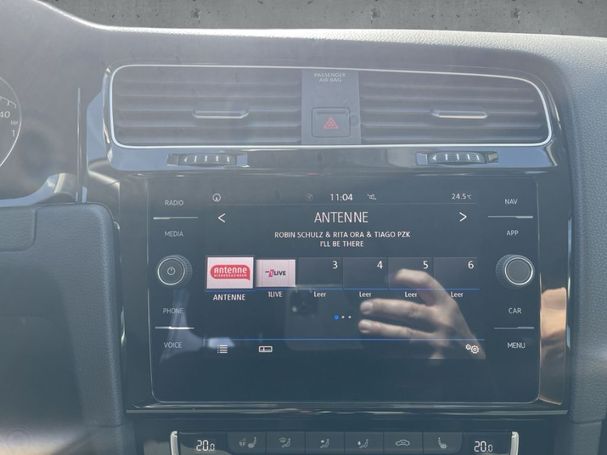 PASSENGER
AIR BAG
RADIO
11:04
24.5°C
NAV
< ANTENNE >
MEDIA
ROBIN SCHULZ & RITA ORA & TIAGO PZK
APP
I'LL BE THERE
antenne
1LIVE
3
4
5
6
ANTENNE
1LIVE
Leer
Leer
Leer
Leer
PHONE
CAR
VOICE
MENU
20.0
20.0